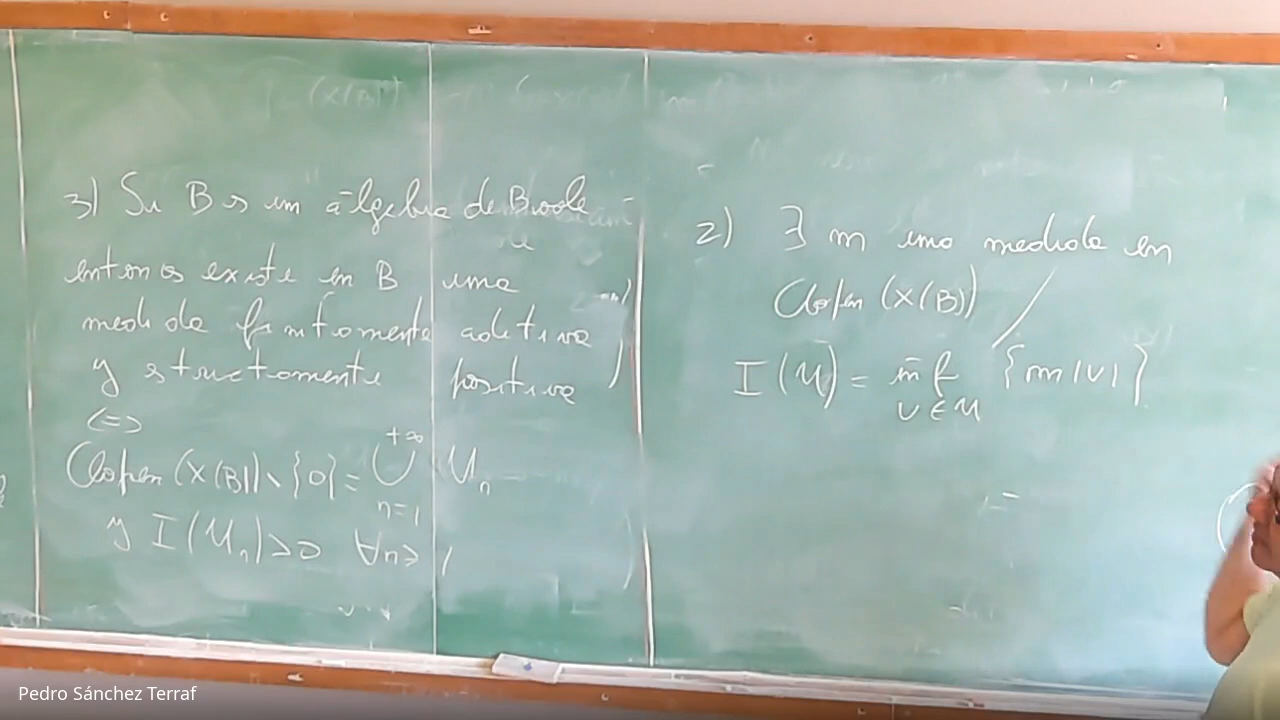 3) Si B es un álgebra de Boole
entonces existe en B una
medida finitamente aditiva
y estrictamente positiva
<=>
Clopen (X(B)) \ {0} = ⋃_{n=1}^{+∞} U_n
y I(U_n) > 0 ∀n ≥ 1
2) ∃ m una medida en
Clopen (X(B)) /
I(U) = inf_{V ∈ U} {m(V)}
Pedro Sánchez Terraf